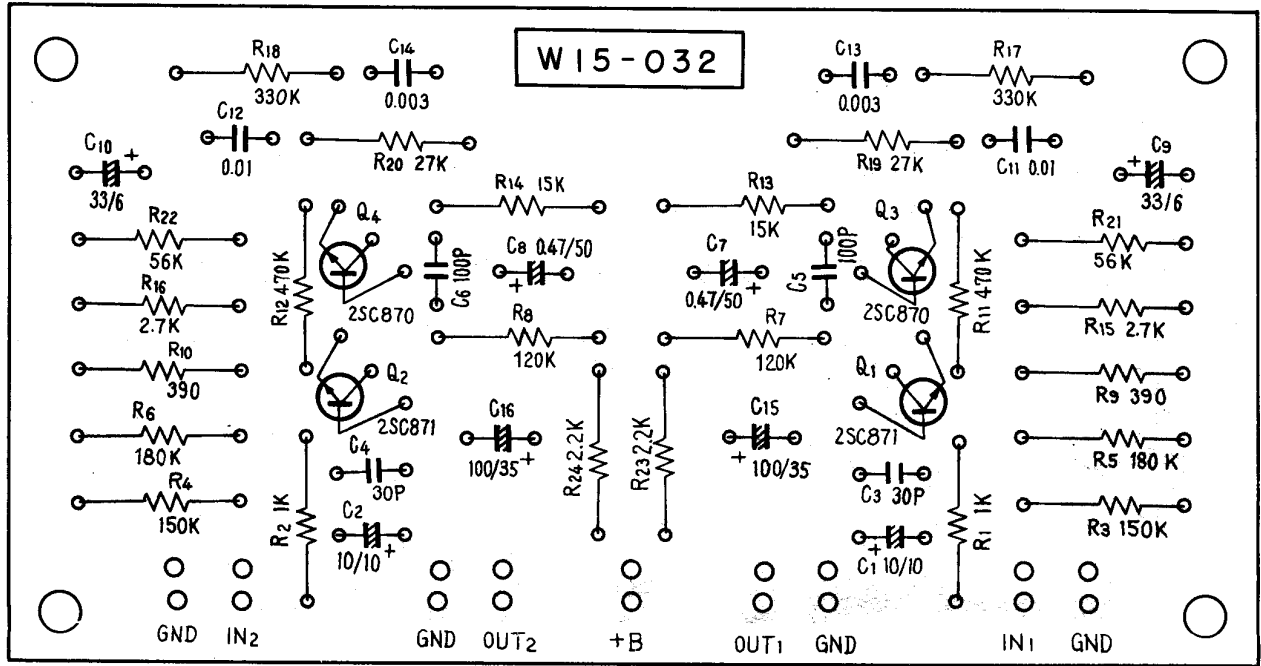 R18
330K
C14
0.003
W15-032
C13
0.003
R17
330K
C12
0.01
R20 27K
R19 27K
C11 0.01
C10
+
33/6
C9
+
33/6
R22
56K
Q4
R14 15K
R13
15K
Q3
R21
56K
R12 470K
C6 100P
C8 0.47/50
+
C7
+
0.47/50
C5
100P
R11 470K
R16
2.7K
2SC870
2SC870
R15 2.7K
R8
120K
R7
120K
R10
390
Q2
Q1
R9 390
2SC871
2SC871
R6
180K
C16
100/35
+
R24 2.2K
R23 2.2K
C15
+
100/35
R5 180K
C4
30P
C3 30P
R4
150K
R2 1K
C2
10/10
+
+
C1 10/10
R1 1K
R3 150K
GND IN2 GND OUT2 +B OUT1 GND IN1 GND